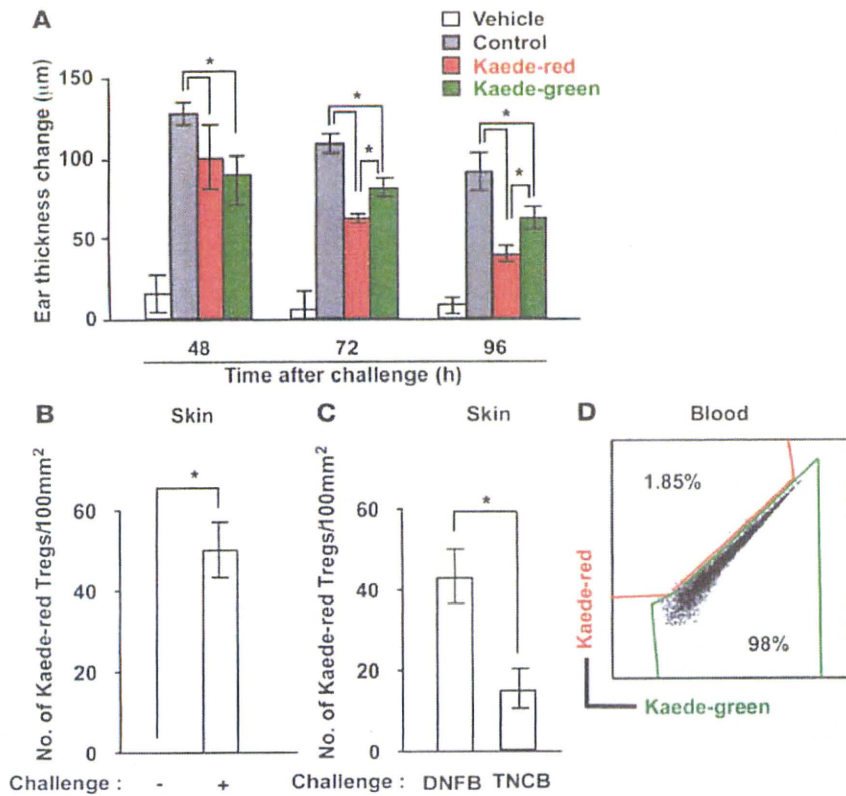 A
Vehicle
Control
Kaede-red
Kaede-green
Ear thickness change (μm)
150
100
50
0
* * * * * *
48 72 96
Time after challenge (h)
B
Skin
No. of Kaede-red Tregs/100mm²
60
40
20
0
*
Challenge : - +
C
Skin
No. of Kaede-red Tregs/100mm²
60
40
20
0
*
Challenge : DNFB TNCB
D
Blood
1.85%
98%
Kaede-red
Kaede-green